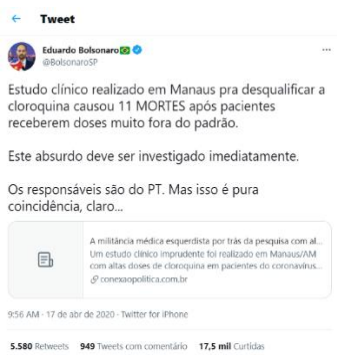 Tweet
Eduardo Bolsonaro
@BolsonaroSP
Estudo clínico realizado em Manaus pra desqualificar a
cloroquina causou 11 MORTES após pacientes
receberem doses muito fora do padrão.
Este absurdo deve ser investigado imediatamente.
Os responsáveis são do PT. Mas isso é pura
coincidência, claro...
A militância médica esquerdista por trás da pesquisa com al...
Um estudo clínico imprudente foi realizado em Manaus/AM
com altas doses de cloroquina em pacientes do coronavírus...
conexaopolitica.com.br
9:56 AM · 17 de abr de 2020 · Twitter for iPhone
5.580 Retweets 949 Tweets com comentário 17,5 mil Curtidas